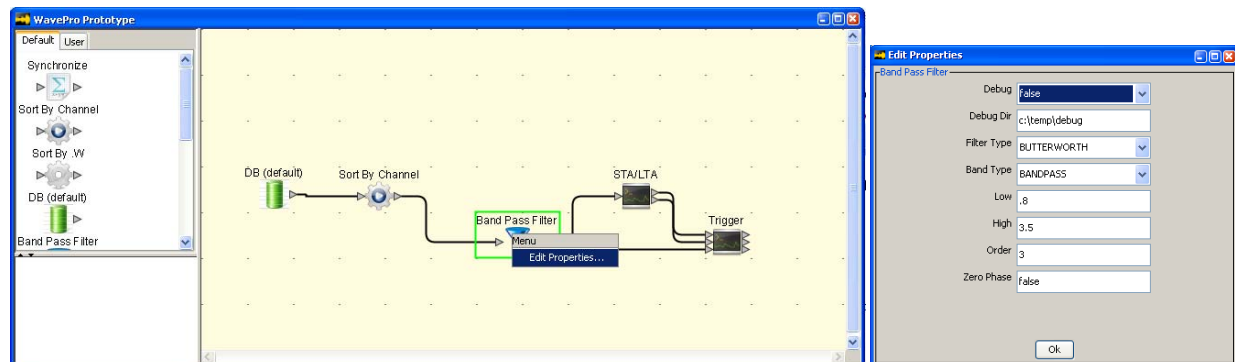 WavePro Prototype
Default User
Synchronize
Sort By Channel
Sort By .W
DB (default)
Band Pass Filter
DB (default)
Sort By Channel
STA/LTA
Band Pass Filter
Trigger
Menu
Edit Properties...
Edit Properties
Band Pass Filter
Debug false
Debug Dir c:\temp\debug
Filter Type BUTTERWORTH
Band Type BANDPASS
Low .8
High 3.5
Order 3
Zero Phase false
Ok